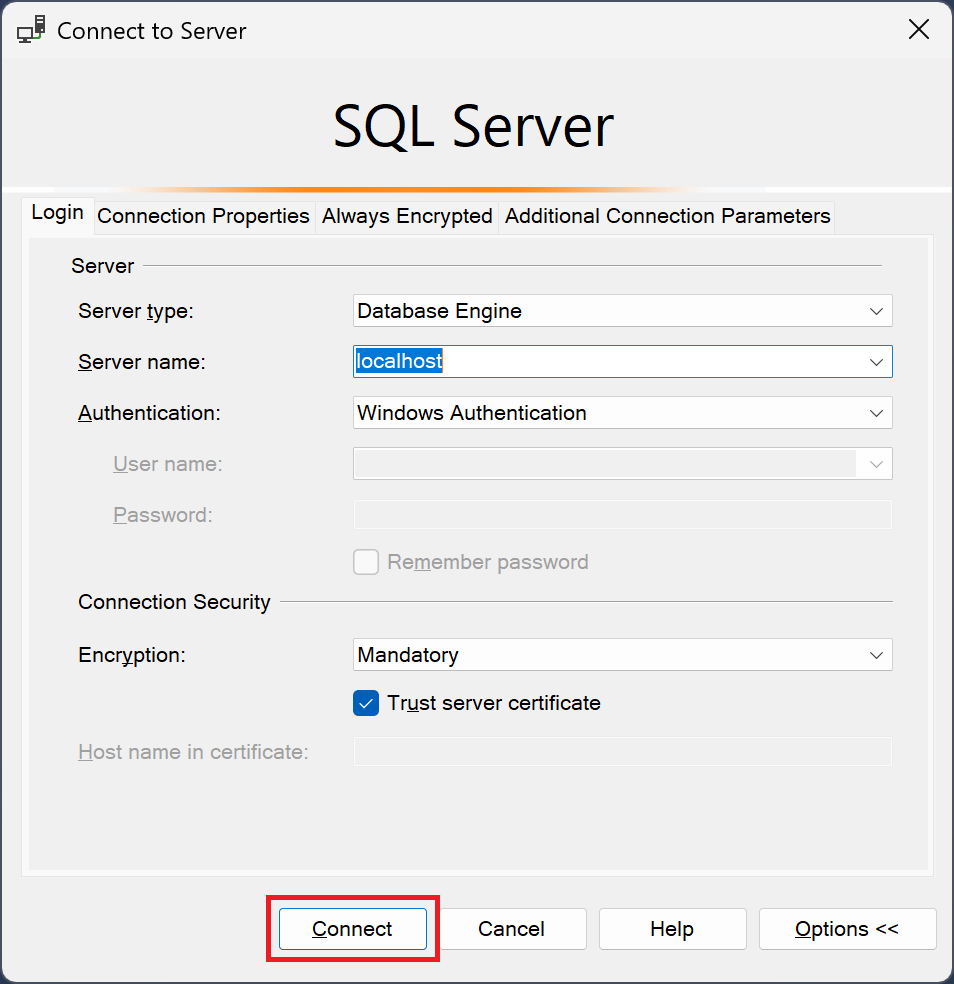 Connect to Server
SQL Server
Login Connection Properties Always Encrypted Additional Connection Parameters
Server
Server type: Database Engine
Server name: localhost
Authentication: Windows Authentication
User name:
Password:
Remember password
Connection Security
Encryption: Mandatory
Trust server certificate
Host name in certificate:
Connect Cancel Help Options <<